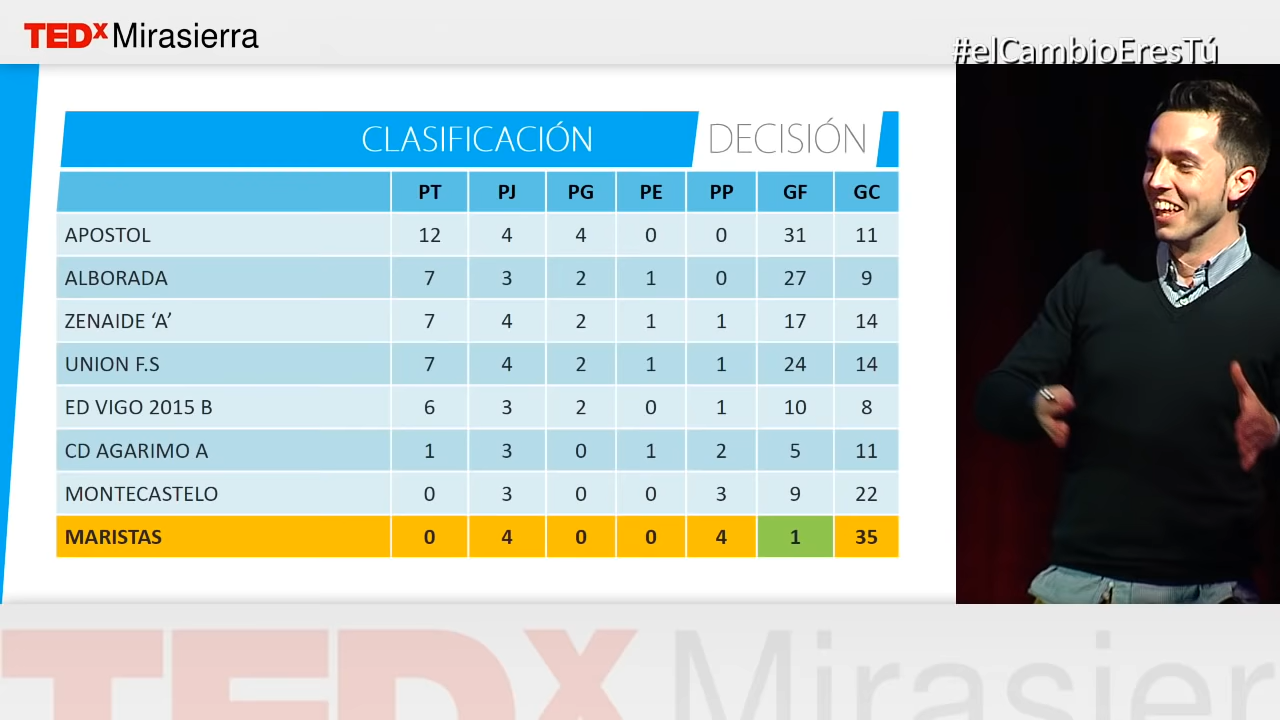 TEDx Mirasierra
#elCambioEresTú
CLASIFICACIÓN DECISIÓN
PT PJ PG PE PP GF GC
APOSTOL 12 4 4 0 0 31 11
ALBORADA 7 3 2 1 0 27 9
ZENAIDE ‘A’ 7 4 2 1 1 17 14
UNION F.S 7 4 2 1 1 24 14
ED VIGO 2015 B 6 3 2 0 1 10 8
CD AGARIMO A 1 3 0 1 2 5 11
MONTECASTELO 0 3 0 0 3 9 22
MARISTAS 0 4 0 0 4 1 35
TEDx Mirasier